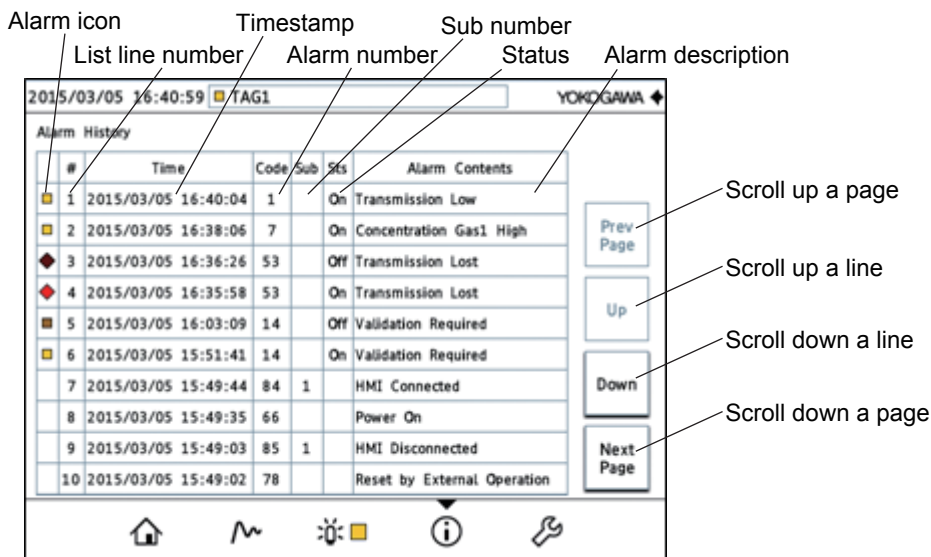 Alarm icon Timestamp Sub number
List line number Alarm number Status Alarm description
2015/03/05 16:40:59 TAG1 YOKOGAWA
Alarm History
# Time Code Sub Sts Alarm Contents
1 2015/03/05 16:40:04 1 On Transmission Low
2 2015/03/05 16:38:06 7 On Concentration Gas1 High
3 2015/03/05 16:36:26 53 Off Transmission Lost
4 2015/03/05 16:35:58 53 On Transmission Lost
5 2015/03/05 16:03:09 14 Off Validation Required
6 2015/03/05 15:51:41 14 On Validation Required
7 2015/03/05 15:49:44 84 1 HMI Connected
8 2015/03/05 15:49:35 66 Power On
9 2015/03/05 15:49:03 85 1 HMI Disconnected
10 2015/03/05 15:49:02 78 Reset by External Operation
Prev
Page
Up
Down
Next
Page
Scroll up a page
Scroll up a line
Scroll down a line
Scroll down a page